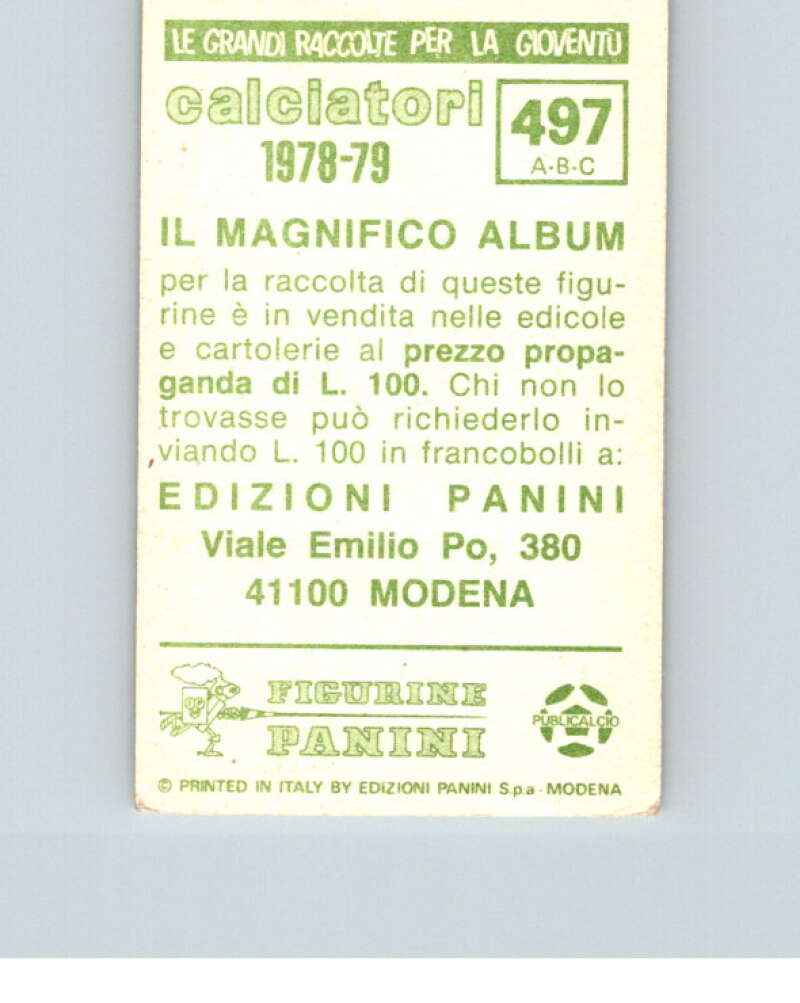 LE GRANDI RACCOLTE PER LA GIOVENTÙ
calciatori
1978-79
497
A-B-C
IL MAGNIFICO ALBUM
per la raccolta di queste figu-
rine è in vendita nelle edicole
e cartolerie al prezzo propa-
ganda di L. 100. Chi non lo
trovasse può richiederlo in-
viando L. 100 in francobolli a:
EDIZIONI PANINI
Viale Emilio Po, 380
41100 MODENA
FIGURINE
PANINI
PUBLICALCIO
© PRINTED IN ITALY BY EDIZIONI PANINI S.p.a - MODENA